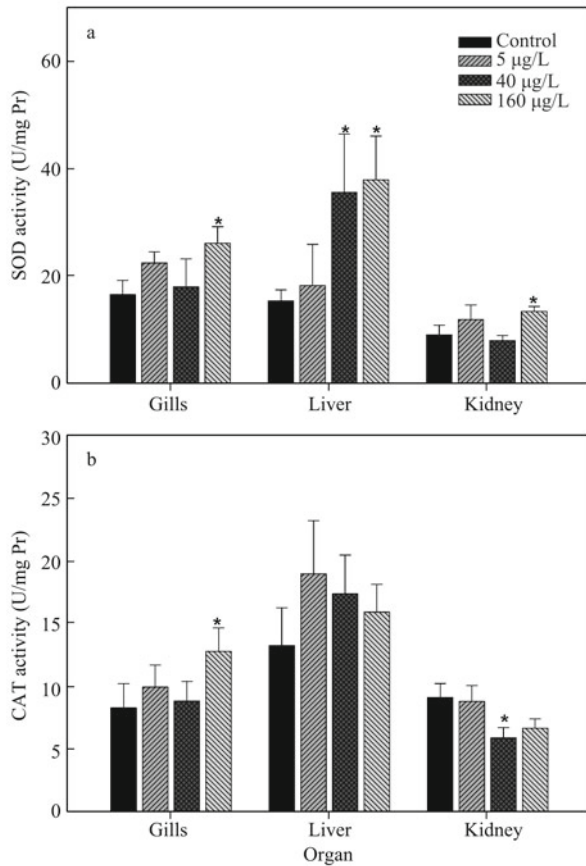 a
Control
5 μg/L
40 μg/L
160 μg/L
60
40
20
0
SOD activity (U/mg Pr)
*
* *
*
Gills Liver Kidney
b
30
25
20
15
10
5
0
CAT activity (U/mg Pr)
*
*
Gills Liver Kidney
Organ